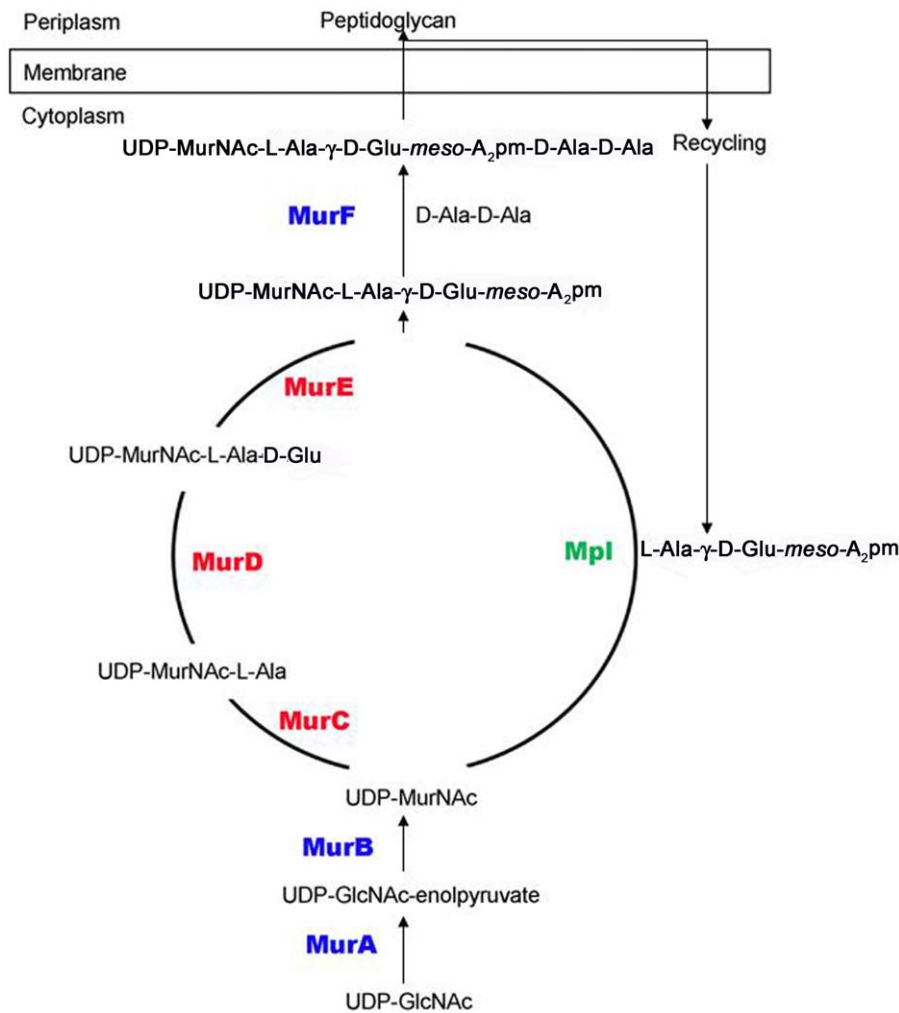 Periplasm
Peptidoglycan
Membrane
Cytoplasm
UDP-MurNAc-L-Ala-γ-D-Glu-meso-A₂pm-D-Ala-D-Ala
Recycling
MurF
D-Ala-D-Ala
UDP-MurNAc-L-Ala-γ-D-Glu-meso-A₂pm
MurE
UDP-MurNAc-L-Ala-D-Glu
MurD
Mpl
L-Ala-γ-D-Glu-meso-A₂pm
UDP-MurNAc-L-Ala
MurC
UDP-MurNAc
MurB
UDP-GlcNAc-enolpyruvate
MurA
UDP-GlcNAc